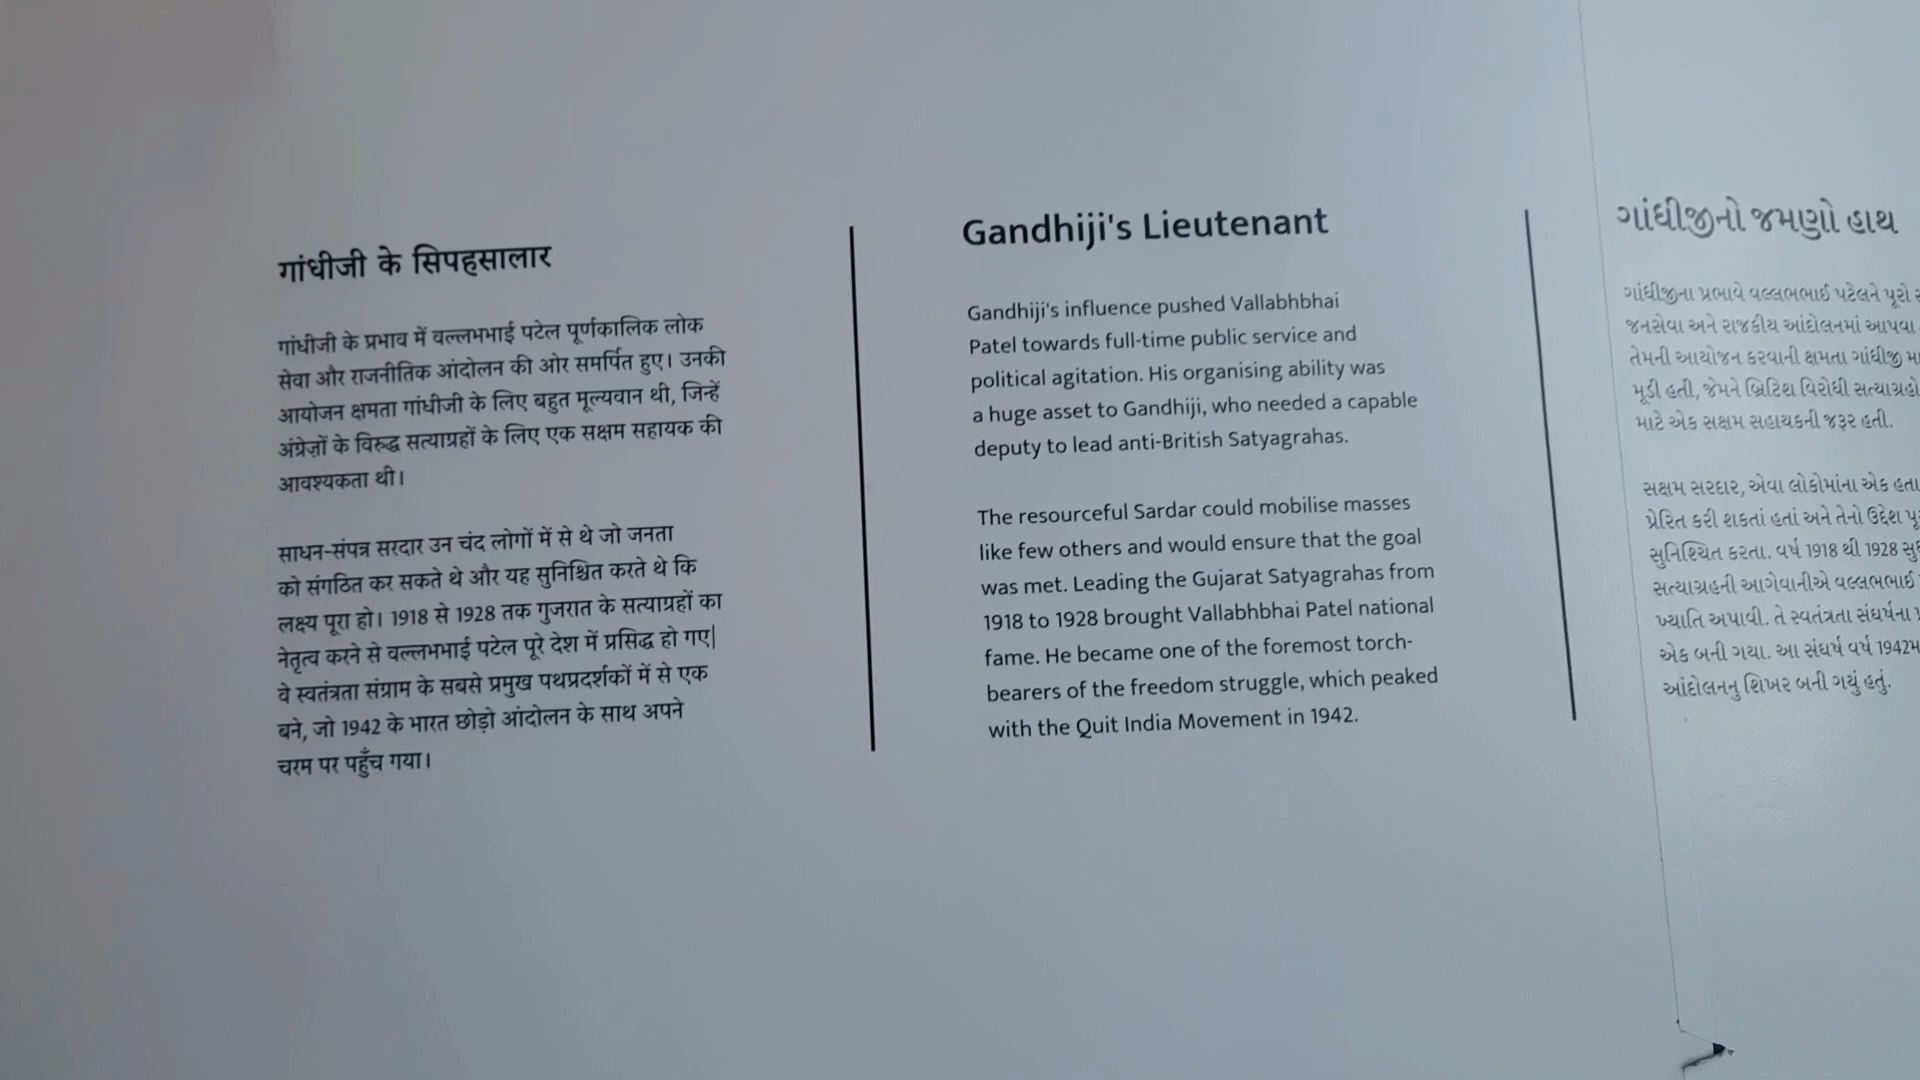 गांधीजी के सिपहसालार
गांधीजी के प्रभाव में वल्लभभाई पटेल पूर्णकालिक लोक
सेवा और राजनीतिक आंदोलन की ओर समर्पित हुए। उनकी
आयोजन क्षमता गांधीजी के लिए बहुत मूल्यवान थी, जिन्हें
अंग्रेज़ों के विरुद्ध सत्याग्रहों के लिए एक सक्षम सहायक की
आवश्यकता थी।
साधन-संपन्न सरदार उन चंद लोगों में से थे जो जनता
को संगठित कर सकते थे और यह सुनिश्चित करते थे कि
लक्ष्य पूरा हो। 1918 से 1928 तक गुजरात के सत्याग्रहों का
नेतृत्व करने से वल्लभभाई पटेल पूरे देश में प्रसिद्ध हो गए|
वे स्वतंत्रता संग्राम के सबसे प्रमुख पथप्रदर्शकों में से एक
बने, जो 1942 के भारत छोड़ो आंदोलन के साथ अपने
चरम पर पहुँच गया।
Gandhiji's Lieutenant
Gandhiji's influence pushed Vallabhbhai
Patel towards full-time public service and
political agitation. His organising ability was
a huge asset to Gandhiji, who needed a capable
deputy to lead anti-British Satyagrahas.
The resourceful Sardar could mobilise masses
like few others and would ensure that the goal
was met. Leading the Gujarat Satyagrahas from
1918 to 1928 brought Vallabhbhai Patel national
fame. He became one of the foremost torch-
bearers of the freedom struggle, which peaked
with the Quit India Movement in 1942.
ગાંધીજીનો જમણો હાથ
ગાંધીજીના પ્રભાવે વલ્લભભાઈ પટેલને પૂરો
જનસેવા અને રાજકીય આંદોલનમાં આપવા
તેમની આયોજન કરવાની ક્ષમતા ગાંધીજી
મૂડી હતી, જેમને બ્રિટિશ વિરોધી સત્યાગ્રહો
માટે એક સક્ષમ સહાયકની જરૂર હતી.
સક્ષમ સરદાર, એવા લોકોમાંના એક હતા
પ્રેરિત કરી શકતાં હતાં અને તેનો ઉદ્દેશ
સુનિશ્ચિત કરતા. વર્ષ 1918 થી 1928
સત્યાગ્રહની આગેવાનીએ વલ્લભભાઈ
ખ્યાતિ અપાવી. તે સ્વતંત્રતા સંઘર્ષના
એક બની ગયા. આ સંઘર્ષ વર્ષ 1942
આંદોલનનુ શિખર બની ગયું હતું.